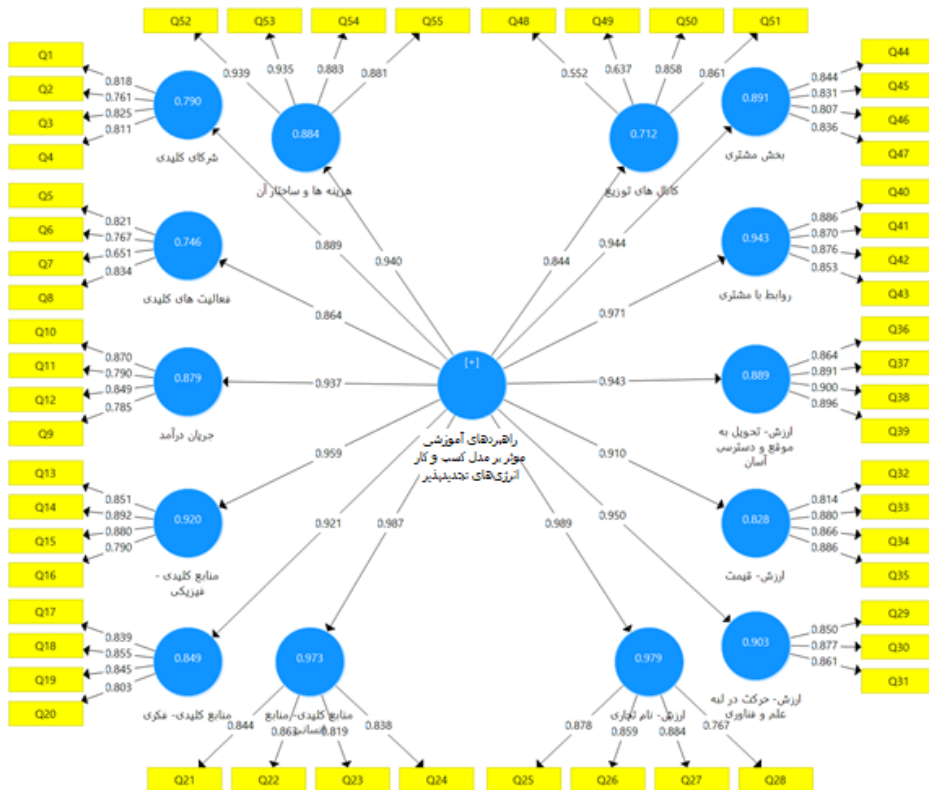 Q52 Q53 Q54 Q55 Q48 Q49 Q50 Q51
Q1
Q2
Q3
Q4
0.818
0.761
0.825
0.811
0.790
شرکای کلیدی
0.939
0.935
0.883
0.881
0.884
هزینه ها و ساختار آن
0.552
0.637
0.858
0.861
0.712
کانال های توزیع
0.891
بخش مشتری
0.844
0.831
0.807
0.836
Q44
Q45
Q46
Q47
Q5
Q6
Q7
Q8
0.821
0.767
0.651
0.834
0.746
فعالیت های کلیدی
0.889
0.940
0.844
0.944
0.943
روابط با مشتری
0.886
0.870
0.876
0.853
Q40
Q41
Q42
Q43
0.864
0.971
Q10
Q11
Q12
Q9
0.870
0.790
0.849
0.785
0.879
جریان درآمد
0.937
[+]
راهبردهای آموزشی
موثر بر مدل کسب و کار
انرژی‌های تجدیدپذیر
0.943
0.889
ارزش- تحویل به
موقع و دسترسی
آسان
0.864
0.891
0.900
0.896
Q36
Q37
Q38
Q39
0.959
0.910
Q13
Q14
Q15
Q16
0.851
0.892
0.880
0.790
0.920
منابع کلیدی -
فیزیکی
0.921
0.987
0.989
0.950
0.828
ارزش- قیمت
0.814
0.880
0.866
0.886
Q32
Q33
Q34
Q35
Q17
Q18
Q19
Q20
0.839
0.855
0.845
0.803
0.849
منابع کلیدی- فکری
0.973
منابع کلیدی- منابع
انسانی
0.844
0.863
0.819
0.838
0.979
ارزش- نام تجاری
0.878
0.859
0.884
0.767
0.903
ارزش- حرکت در لبه
علم و فناوری
0.850
0.877
0.861
Q29
Q30
Q31
Q21 Q22 Q23 Q24 Q25 Q26 Q27 Q28